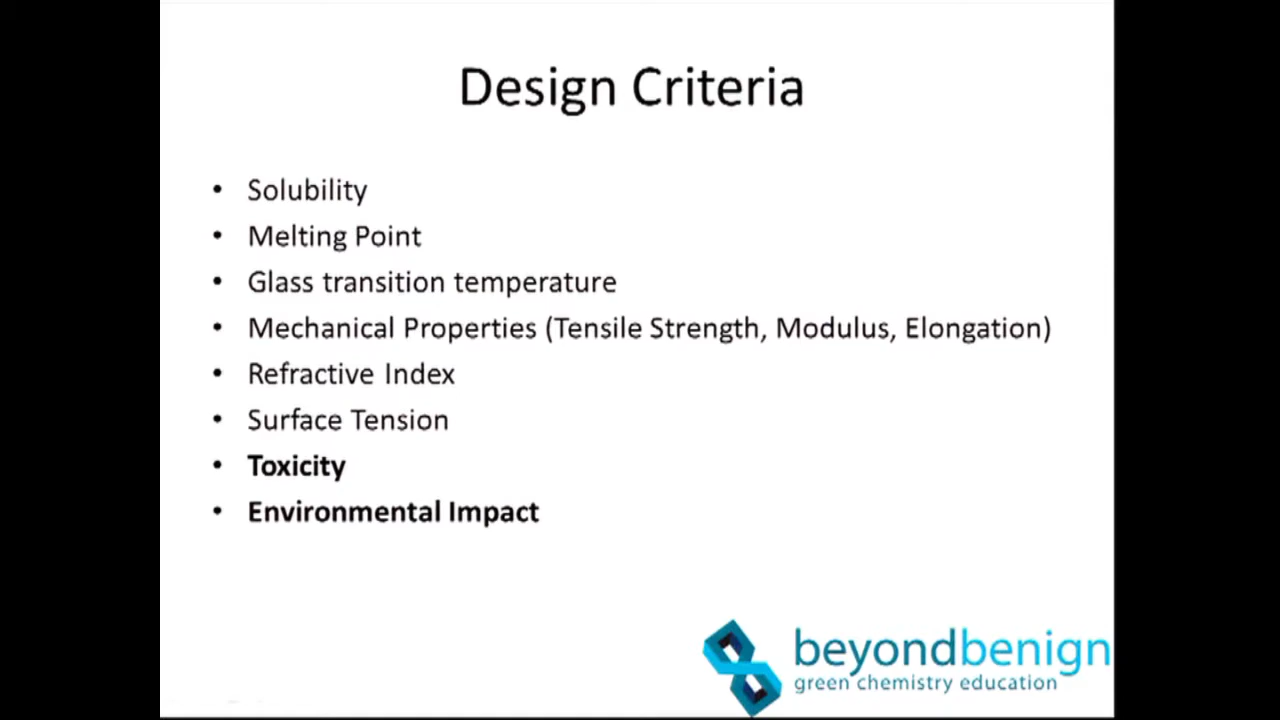 Design Criteria
• Solubility
• Melting Point
• Glass transition temperature
• Mechanical Properties (Tensile Strength, Modulus, Elongation)
• Refractive Index
• Surface Tension
• Toxicity
• Environmental Impact
beyondbenign
green chemistry education